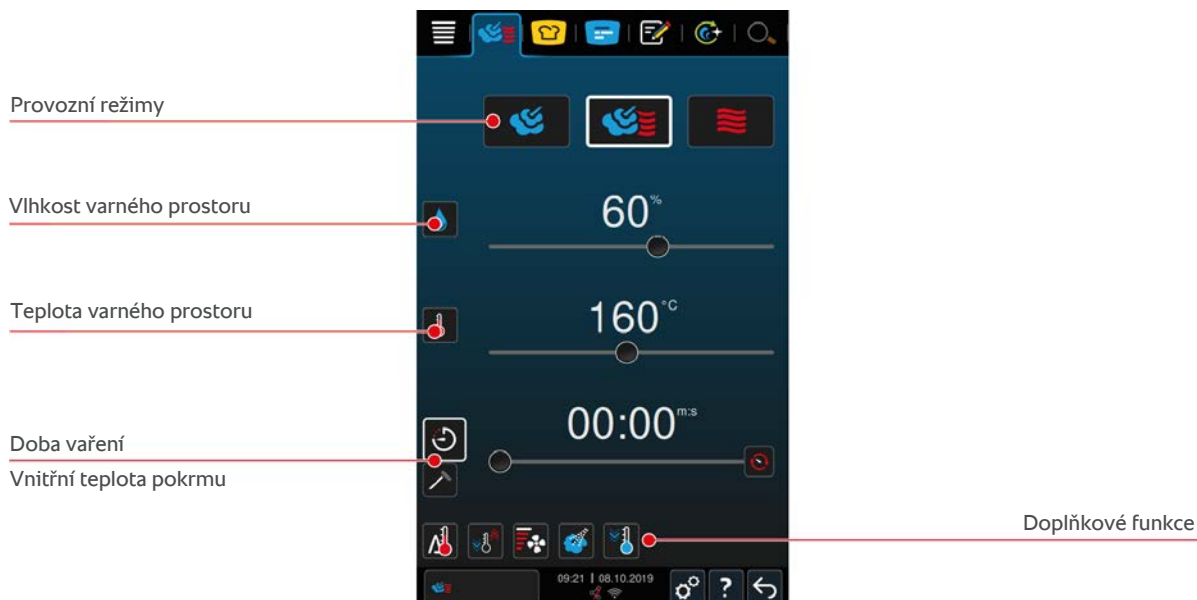 Provozní režimy
Vlhkost varného prostoru
60 %
Teplota varného prostoru
160 °C
00:00 m:s
Doba vaření
Vnitřní teplota pokrmu
Doplňkové funkce
09:21 | 08.10.2019
?